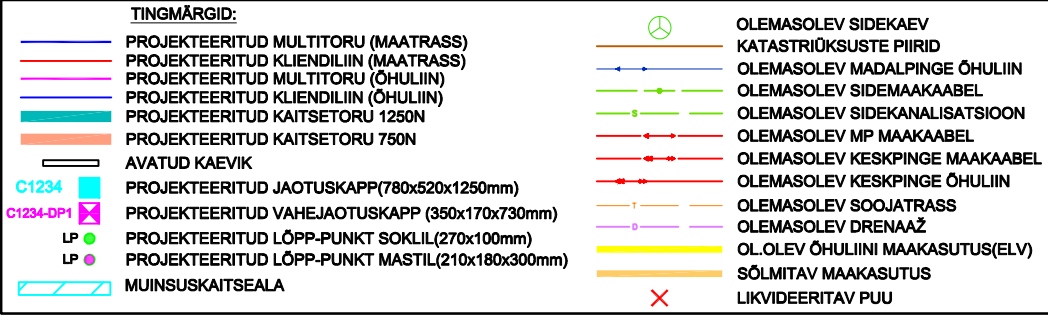 TINGMÄRGID:
PROJEKTEERITUD MULTITORU (MAATRASS)
PROJEKTEERITUD KLIENDILIIN (MAATRASS)
PROJEKTEERITUD MULTITORU (ÕHULIIN)
PROJEKTEERITUD KLIENDILIIN (ÕHULIIN)
PROJEKTEERITUD KAITSETORU 1250N
PROJEKTEERITUD KAITSETORU 750N
AVATUD KAEVIK
C1234 PROJEKTEERITUD JAOTUSKAPP(780x520x1250mm)
C1234-DP1 PROJEKTEERITUD VAHEJAOTUSKAPP (350x170x730mm)
LP PROJEKTEERITUD LÕPP-PUNKT SOKLIL(270x100mm)
LP PROJEKTEERITUD LÕPP-PUNKT MASTIL(210x180x300mm)
MUINSUSKAITSEALA
OLEMASOLEV SIDEKAEV
KATASTRIÜKSUSTE PIIRID
OLEMASOLEV MADALPINGE ÕHULIIN
OLEMASOLEV SIDEMAAKAABEL
S OLEMASOLEV SIDEKANALISATSIOON
OLEMASOLEV MP MAAKAABEL
OLEMASOLEV KESKPINGE MAAKAABEL
OLEMASOLEV KESKPINGE ÕHULIIN
T OLEMASOLEV SOOJATRASS
D OLEMASOLEV DRENAAŽ
OL.OLEV ÕHULIINI MAAKASUTUS(ELV)
SÕLMITAV MAAKASUTUS
LIKVIDEERITAV PUU